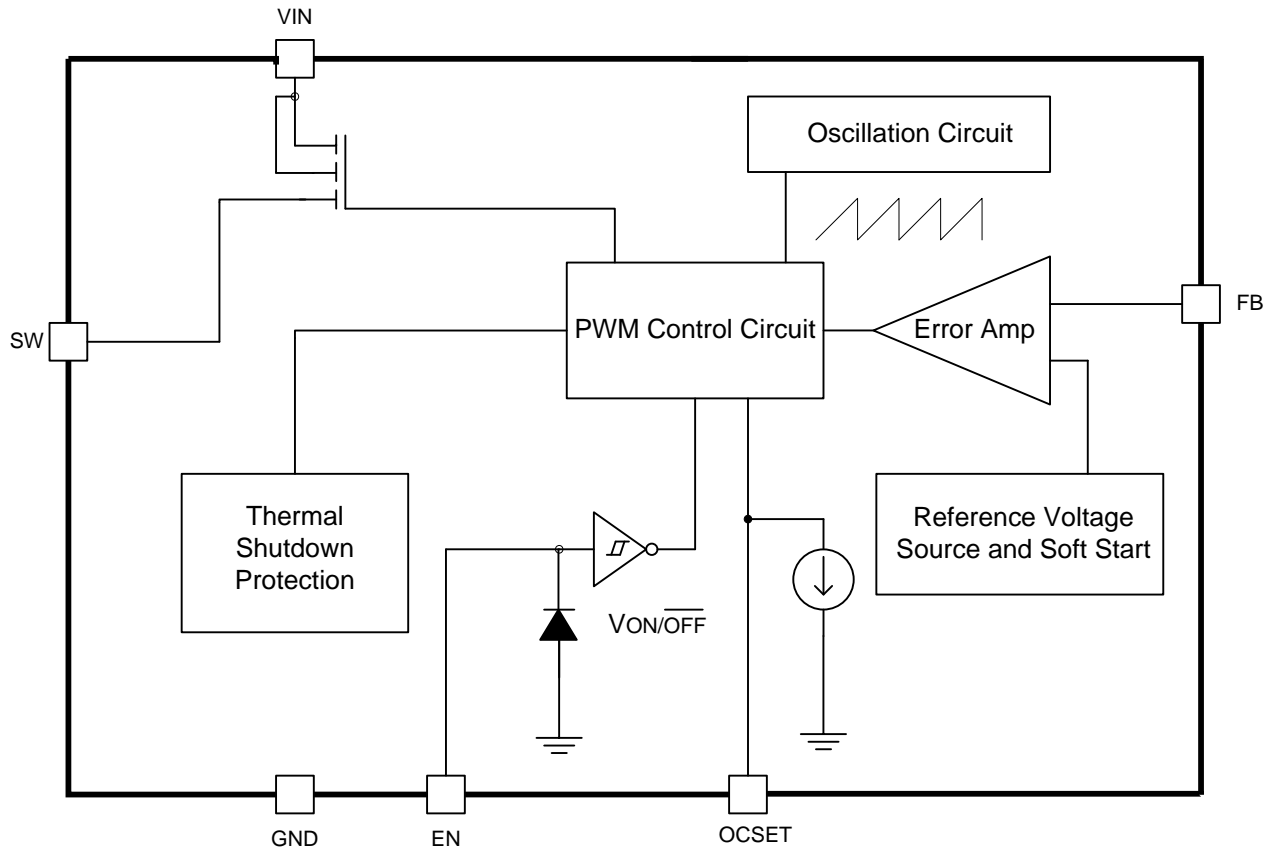 VIN
Oscillation Circuit
FB
SW
PWM Control Circuit
Error Amp
Thermal
Shutdown
Protection
Reference Voltage
Source and Soft Start
VON/OFF
GND
EN
OCSET